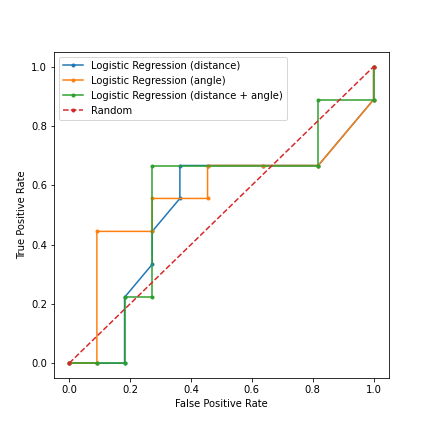 Logistic Regression (distance)
Logistic Regression (angle)
Logistic Regression (distance + angle)
Random
True Positive Rate
1.0
0.8
0.6
0.4
0.2
0.0
0.0 0.2 0.4 0.6 0.8 1.0
False Positive Rate